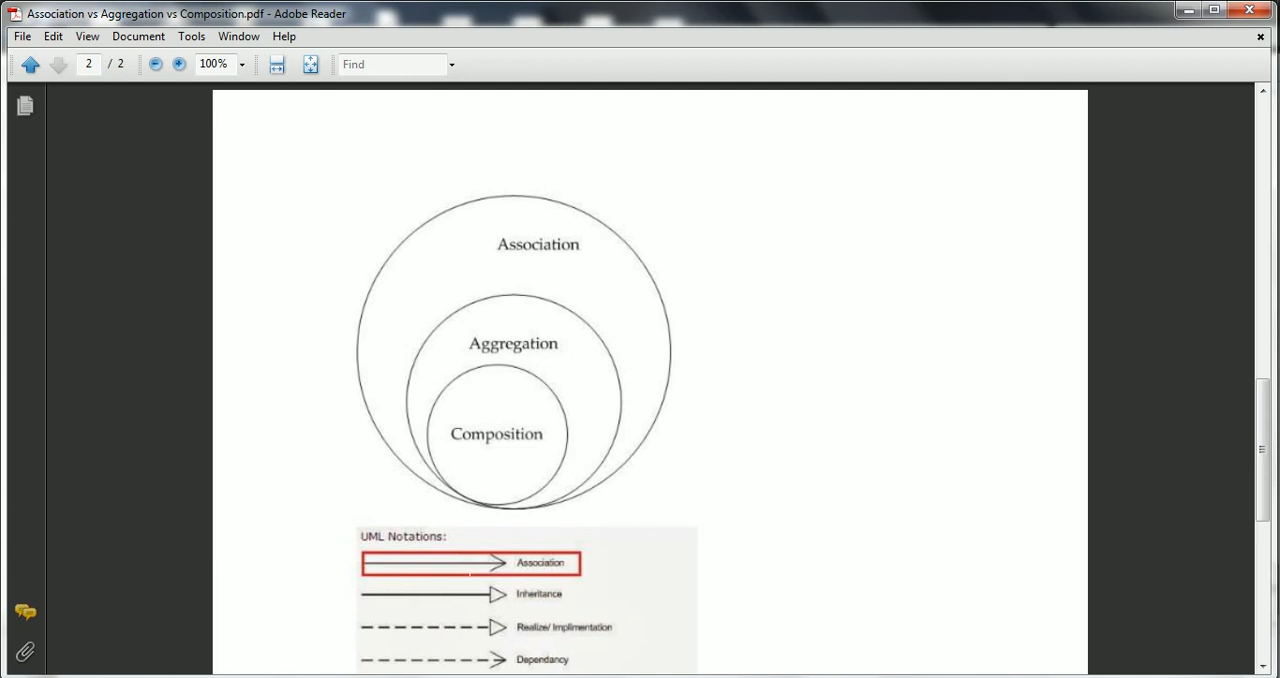 Association vs Aggregation vs Composition.pdf - Adobe Reader
File Edit View Document Tools Window Help
2 / 2 100% Find
Association
Aggregation
Composition
UML Notations:
Association
Inheritance
Realize/ Implimentation
Dependancy